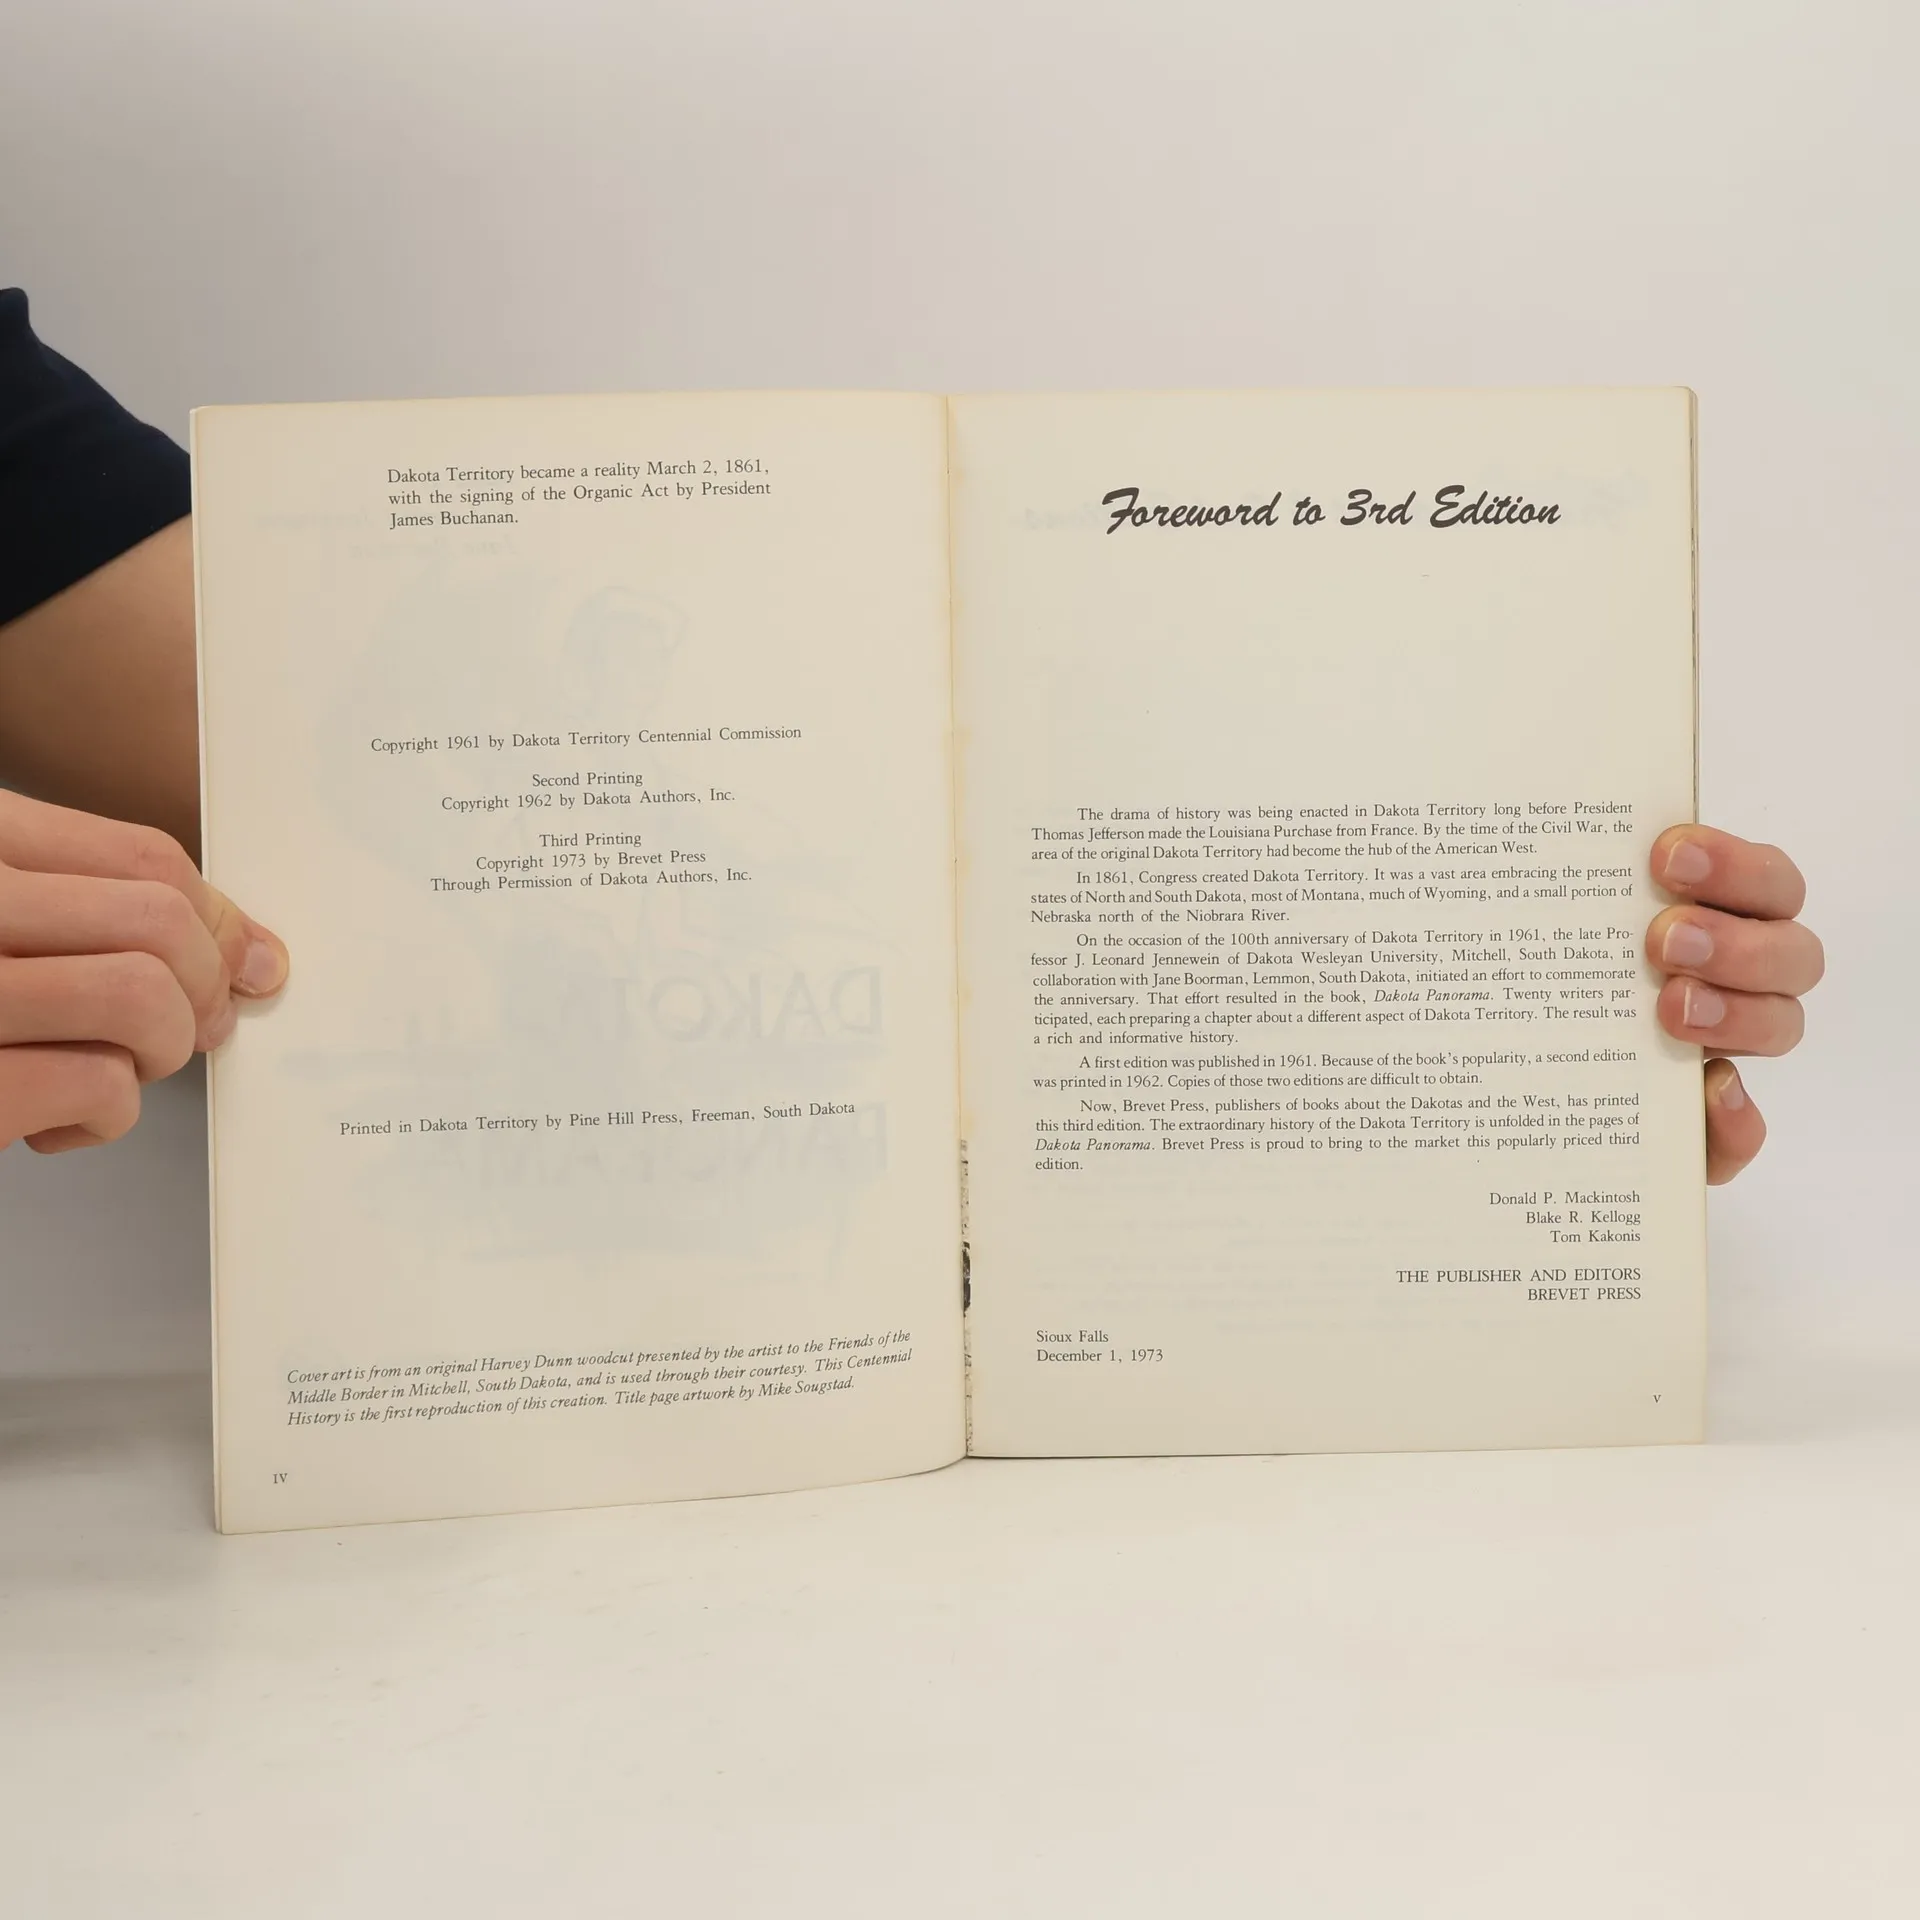 Dakota Territory became a reality March 2, 1861,
with the signing of the Organic Act by President
James Buchanan.
Copyright 1961 by Dakota Territory Centennial Commission
Second Printing
Copyright 1962 by Dakota Authors, Inc.
Third Printing
Copyright 1973 by Brevet Press
Through Permission of Dakota Authors, Inc.
Printed in Dakota Territory by Pine Hill Press, Freeman, South Dakota
Cover art is from an original Harvey Dunn woodcut presented by the artist to the Friends of the
Middle Border in Mitchell, South Dakota, and is used through their courtesy. This Centennial
History is the first reproduction of this creation. Title page artwork by Mike Sougstad.
IV
Foreword to 3rd Edition
The drama of history was being enacted in Dakota Territory long before President
Thomas Jefferson made the Louisiana Purchase from France. By the time of the Civil War, the
area of the original Dakota Territory had become the hub of the American West.
In 1861, Congress created Dakota Territory. It was a vast area embracing the present
states of North and South Dakota, most of Montana, much of Wyoming, and a small portion of
Nebraska north of the Niobrara River.
On the occasion of the 100th anniversary of Dakota Territory in 1961, the late Pro-
fessor J. Leonard Jennewein of Dakota Wesleyan University, Mitchell, South Dakota, in
collaboration with Jane Boorman, Lemmon, South Dakota, initiated an effort to commemorate
the anniversary. That effort resulted in the book, Dakota Panorama. Twenty writers par-
ticipated, each preparing a chapter about a different aspect of Dakota Territory. The result was
a rich and informative history.
A first edition was published in 1961. Because of the book's popularity, a second edition
was printed in 1962. Copies of those two editions are difficult to obtain.
Now, Brevet Press, publishers of books about the Dakotas and the West, has printed
this third edition. The extraordinary history of the Dakota Territory is unfolded in the pages of
Dakota Panorama. Brevet Press is proud to bring to the market this popularly priced third
edition.
Donald P. Mackintosh
Blake R. Kellogg
Tom Kakonis
THE PUBLISHER AND EDITORS
BREVET PRESS
Sioux Falls
December 1, 1973
V